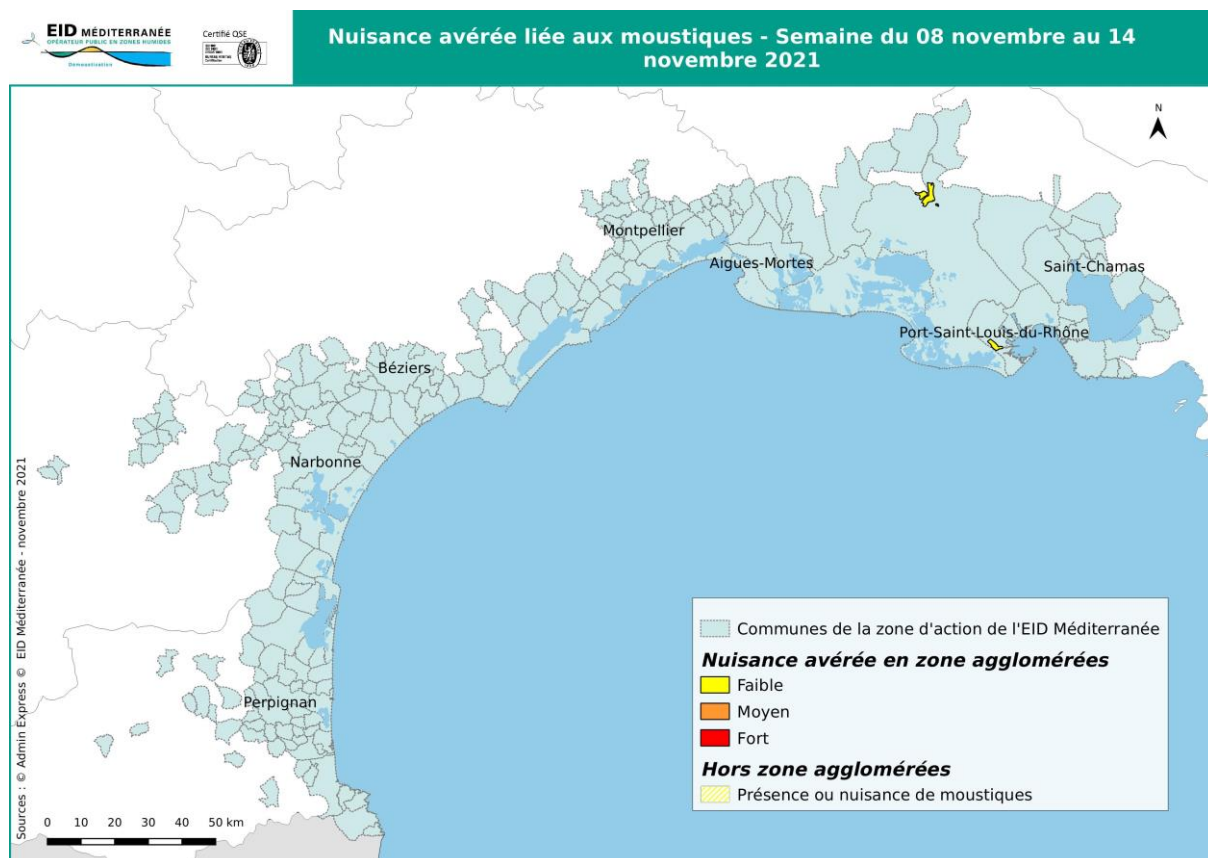 EID MÉDITERRANÉE
OPÉRATEUR PUBLIC EN ZONES HUMIDES
Démoustication
Certifié QSE
Nuisance avérée liée aux moustiques - Semaine du 08 novembre au 14
novembre 2021
N
Montpellier
Aigues-Mortes
Saint-Chamas
Port-Saint-Louis-du-Rhône
Béziers
Narbonne
Perpignan
Communes de la zone d'action de l'EID Méditerranée
Nuisance avérée en zone agglomérées
Faible
Moyen
Fort
Hors zone agglomérées
Présence ou nuisance de moustiques
0 10 20 30 40 50 km
Sources : © Admin Express © EID Méditerranée - novembre 2021